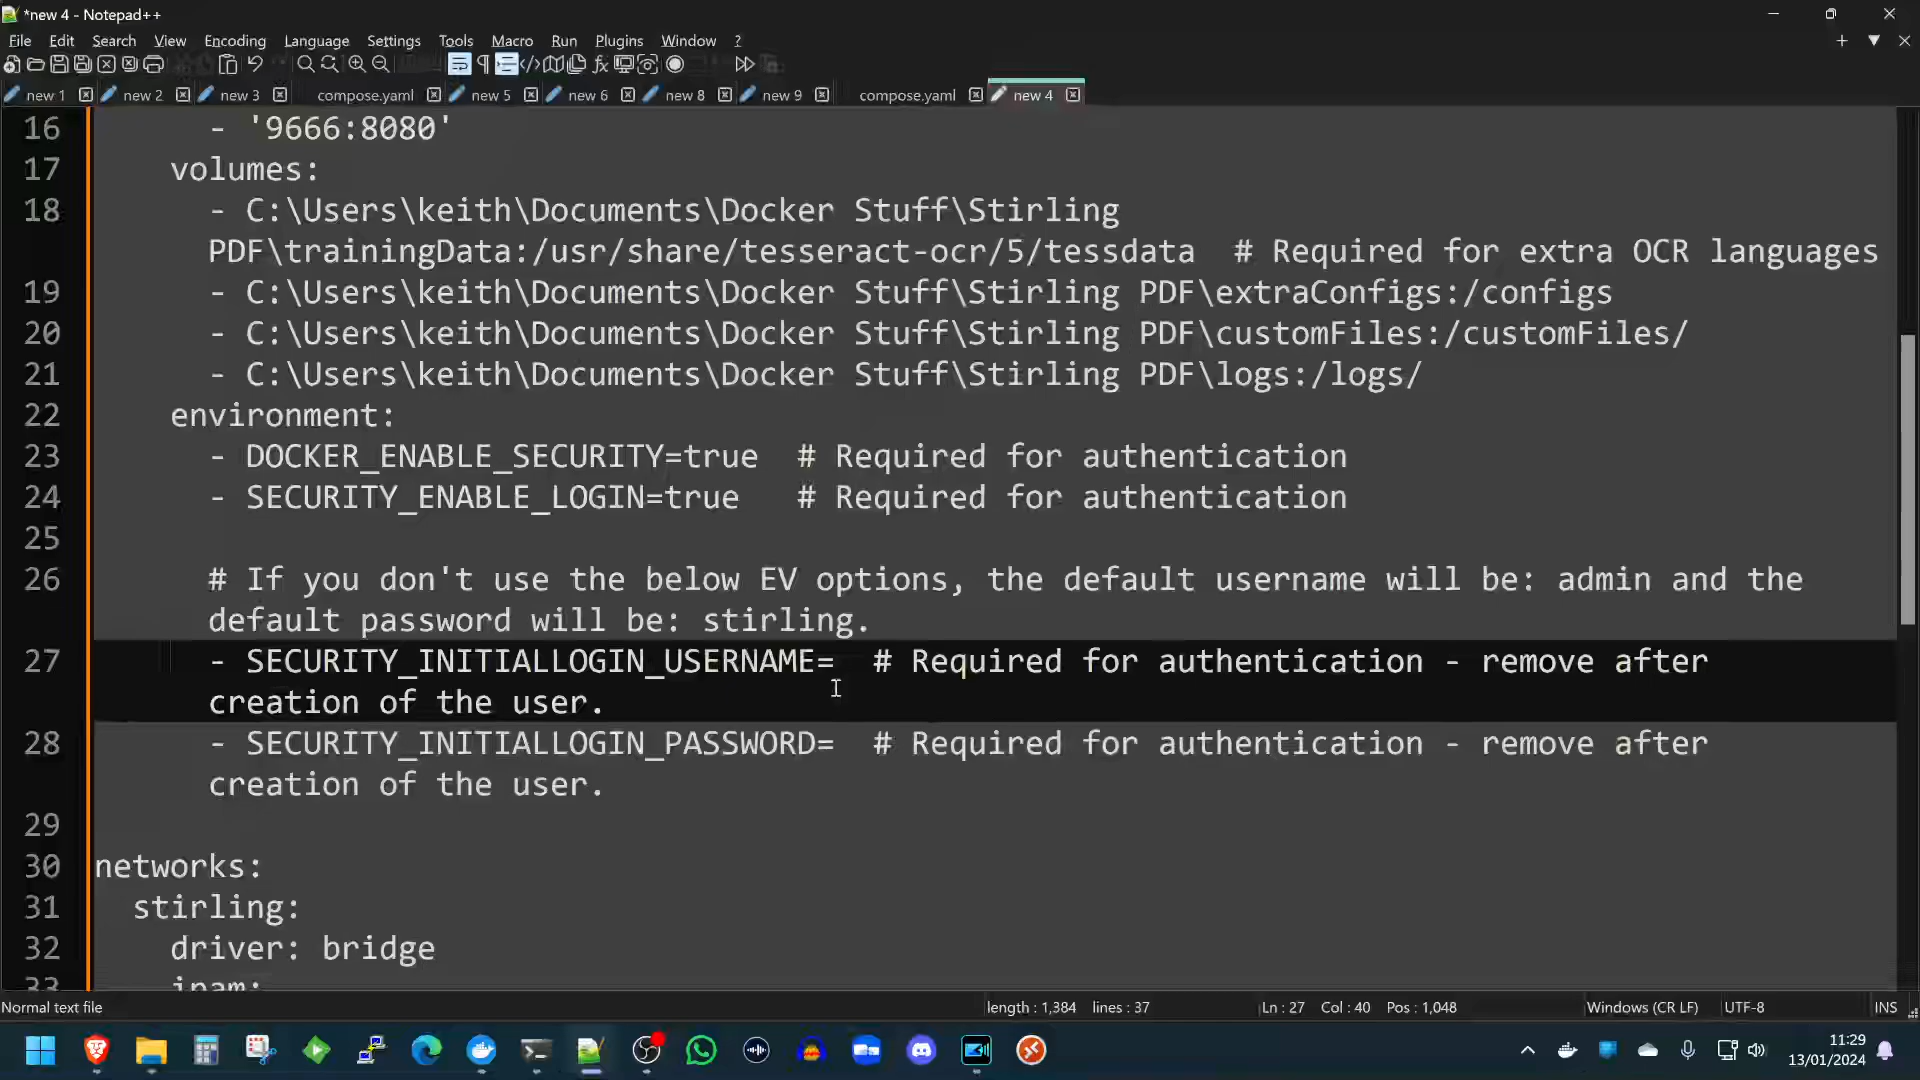 *new 4 - Notepad++
File Edit Search View Encoding Language Settings Tools Macro Run Plugins Window ?
new 1 new 2 new 3 compose.yaml new 5 new 6 new 8 new 9 compose.yaml new 4
16 - '9666:8080'
17 volumes:
18 - C:\Users\keith\Documents\Docker Stuff\Stirling
PDF\trainingData:/usr/share/tesseract-ocr/5/tessdata # Required for extra OCR languages
19 - C:\Users\keith\Documents\Docker Stuff\Stirling PDF\extraConfigs:/configs
20 - C:\Users\keith\Documents\Docker Stuff\Stirling PDF\customFiles:/customFiles/
21 - C:\Users\keith\Documents\Docker Stuff\Stirling PDF\logs:/logs/
22 environment:
23 - DOCKER_ENABLE_SECURITY=true # Required for authentication
24 - SECURITY_ENABLE_LOGIN=true # Required for authentication
25
26 # If you don't use the below EV options, the default username will be: admin and the
default password will be: stirling.
27 - SECURITY_INITIALLOGIN_USERNAME= # Required for authentication - remove after
creation of the user.
28 - SECURITY_INITIALLOGIN_PASSWORD= # Required for authentication - remove after
creation of the user.
29
30 networks:
31 stirling:
32 driver: bridge
33 ipam:
Normal text file length : 1,384 lines : 37 Ln : 27 Col : 40 Pos : 1,048 Windows (CR LF) UTF-8 INS
11:29
13/01/2024